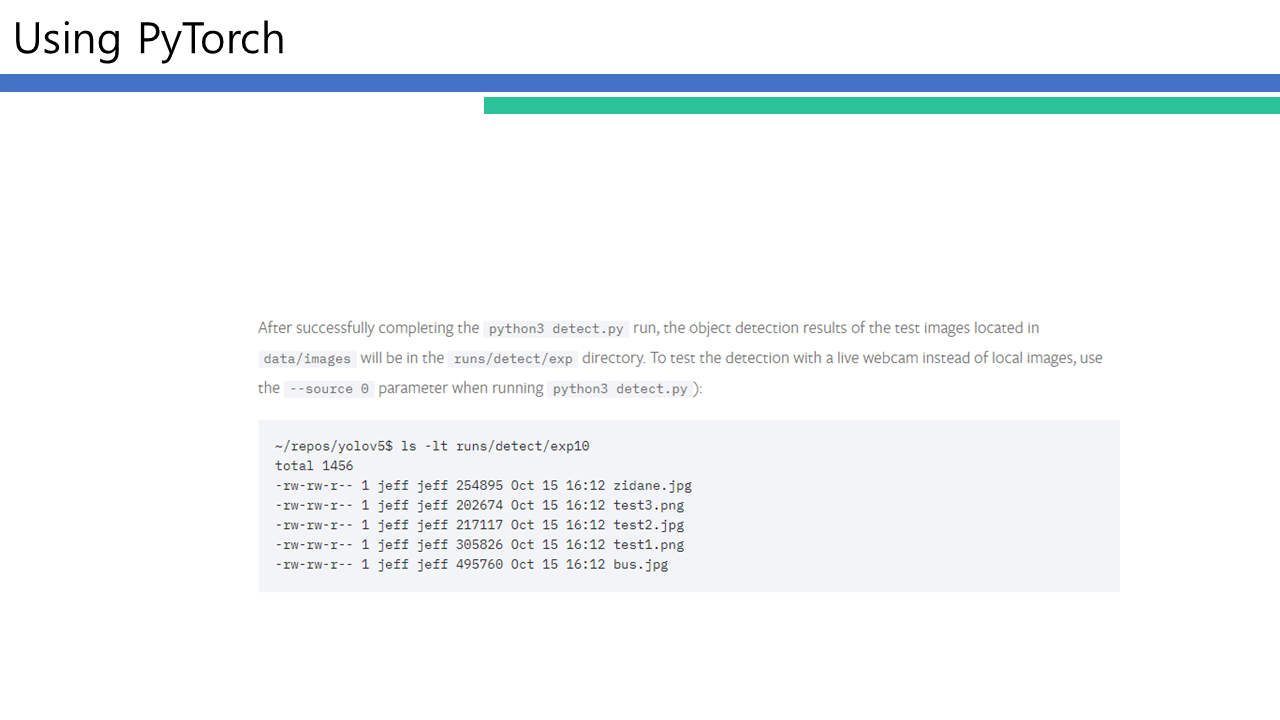 Using PyTorch
After successfully completing the python3 detect.py run, the object detection results of the test images located in
data/images will be in the runs/detect/exp directory. To test the detection with a live webcam instead of local images, use
the --source 0 parameter when running python3 detect.py ):
~/repos/yolov5$ ls -lt runs/detect/exp10
total 1456
-rw-rw-r-- 1 jeff jeff 254895 Oct 15 16:12 zidane.jpg
-rw-rw-r-- 1 jeff jeff 202674 Oct 15 16:12 test3.png
-rw-rw-r-- 1 jeff jeff 217117 Oct 15 16:12 test2.jpg
-rw-rw-r-- 1 jeff jeff 305826 Oct 15 16:12 test1.png
-rw-rw-r-- 1 jeff jeff 495760 Oct 15 16:12 bus.jpg